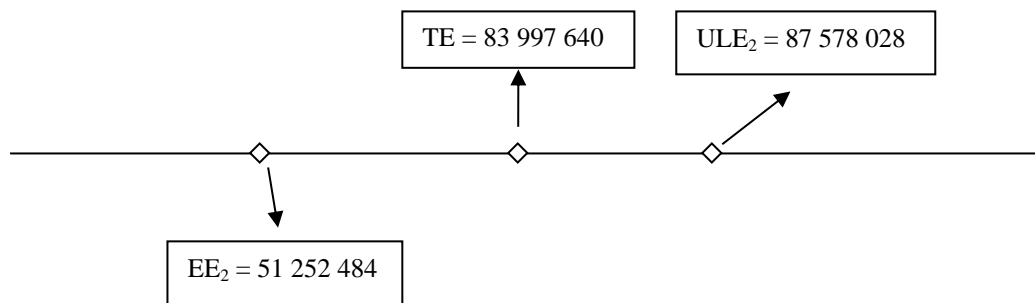 TE = 83 997 640
ULE₂ = 87 578 028
EE₂ = 51 252 484